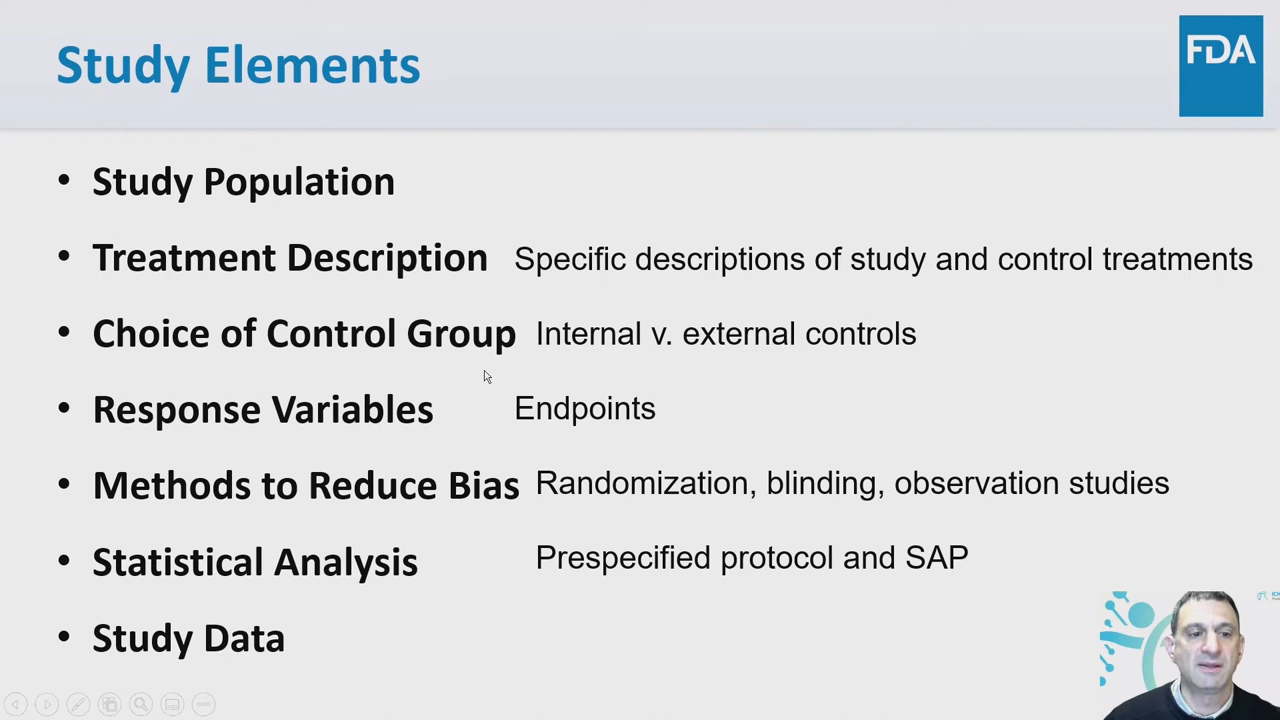 Study Elements
FDA
• Study Population
• Treatment Description Specific descriptions of study and control treatments
• Choice of Control Group Internal v. external controls
• Response Variables Endpoints
• Methods to Reduce Bias Randomization, blinding, observation studies
• Statistical Analysis Prespecified protocol and SAP
• Study Data